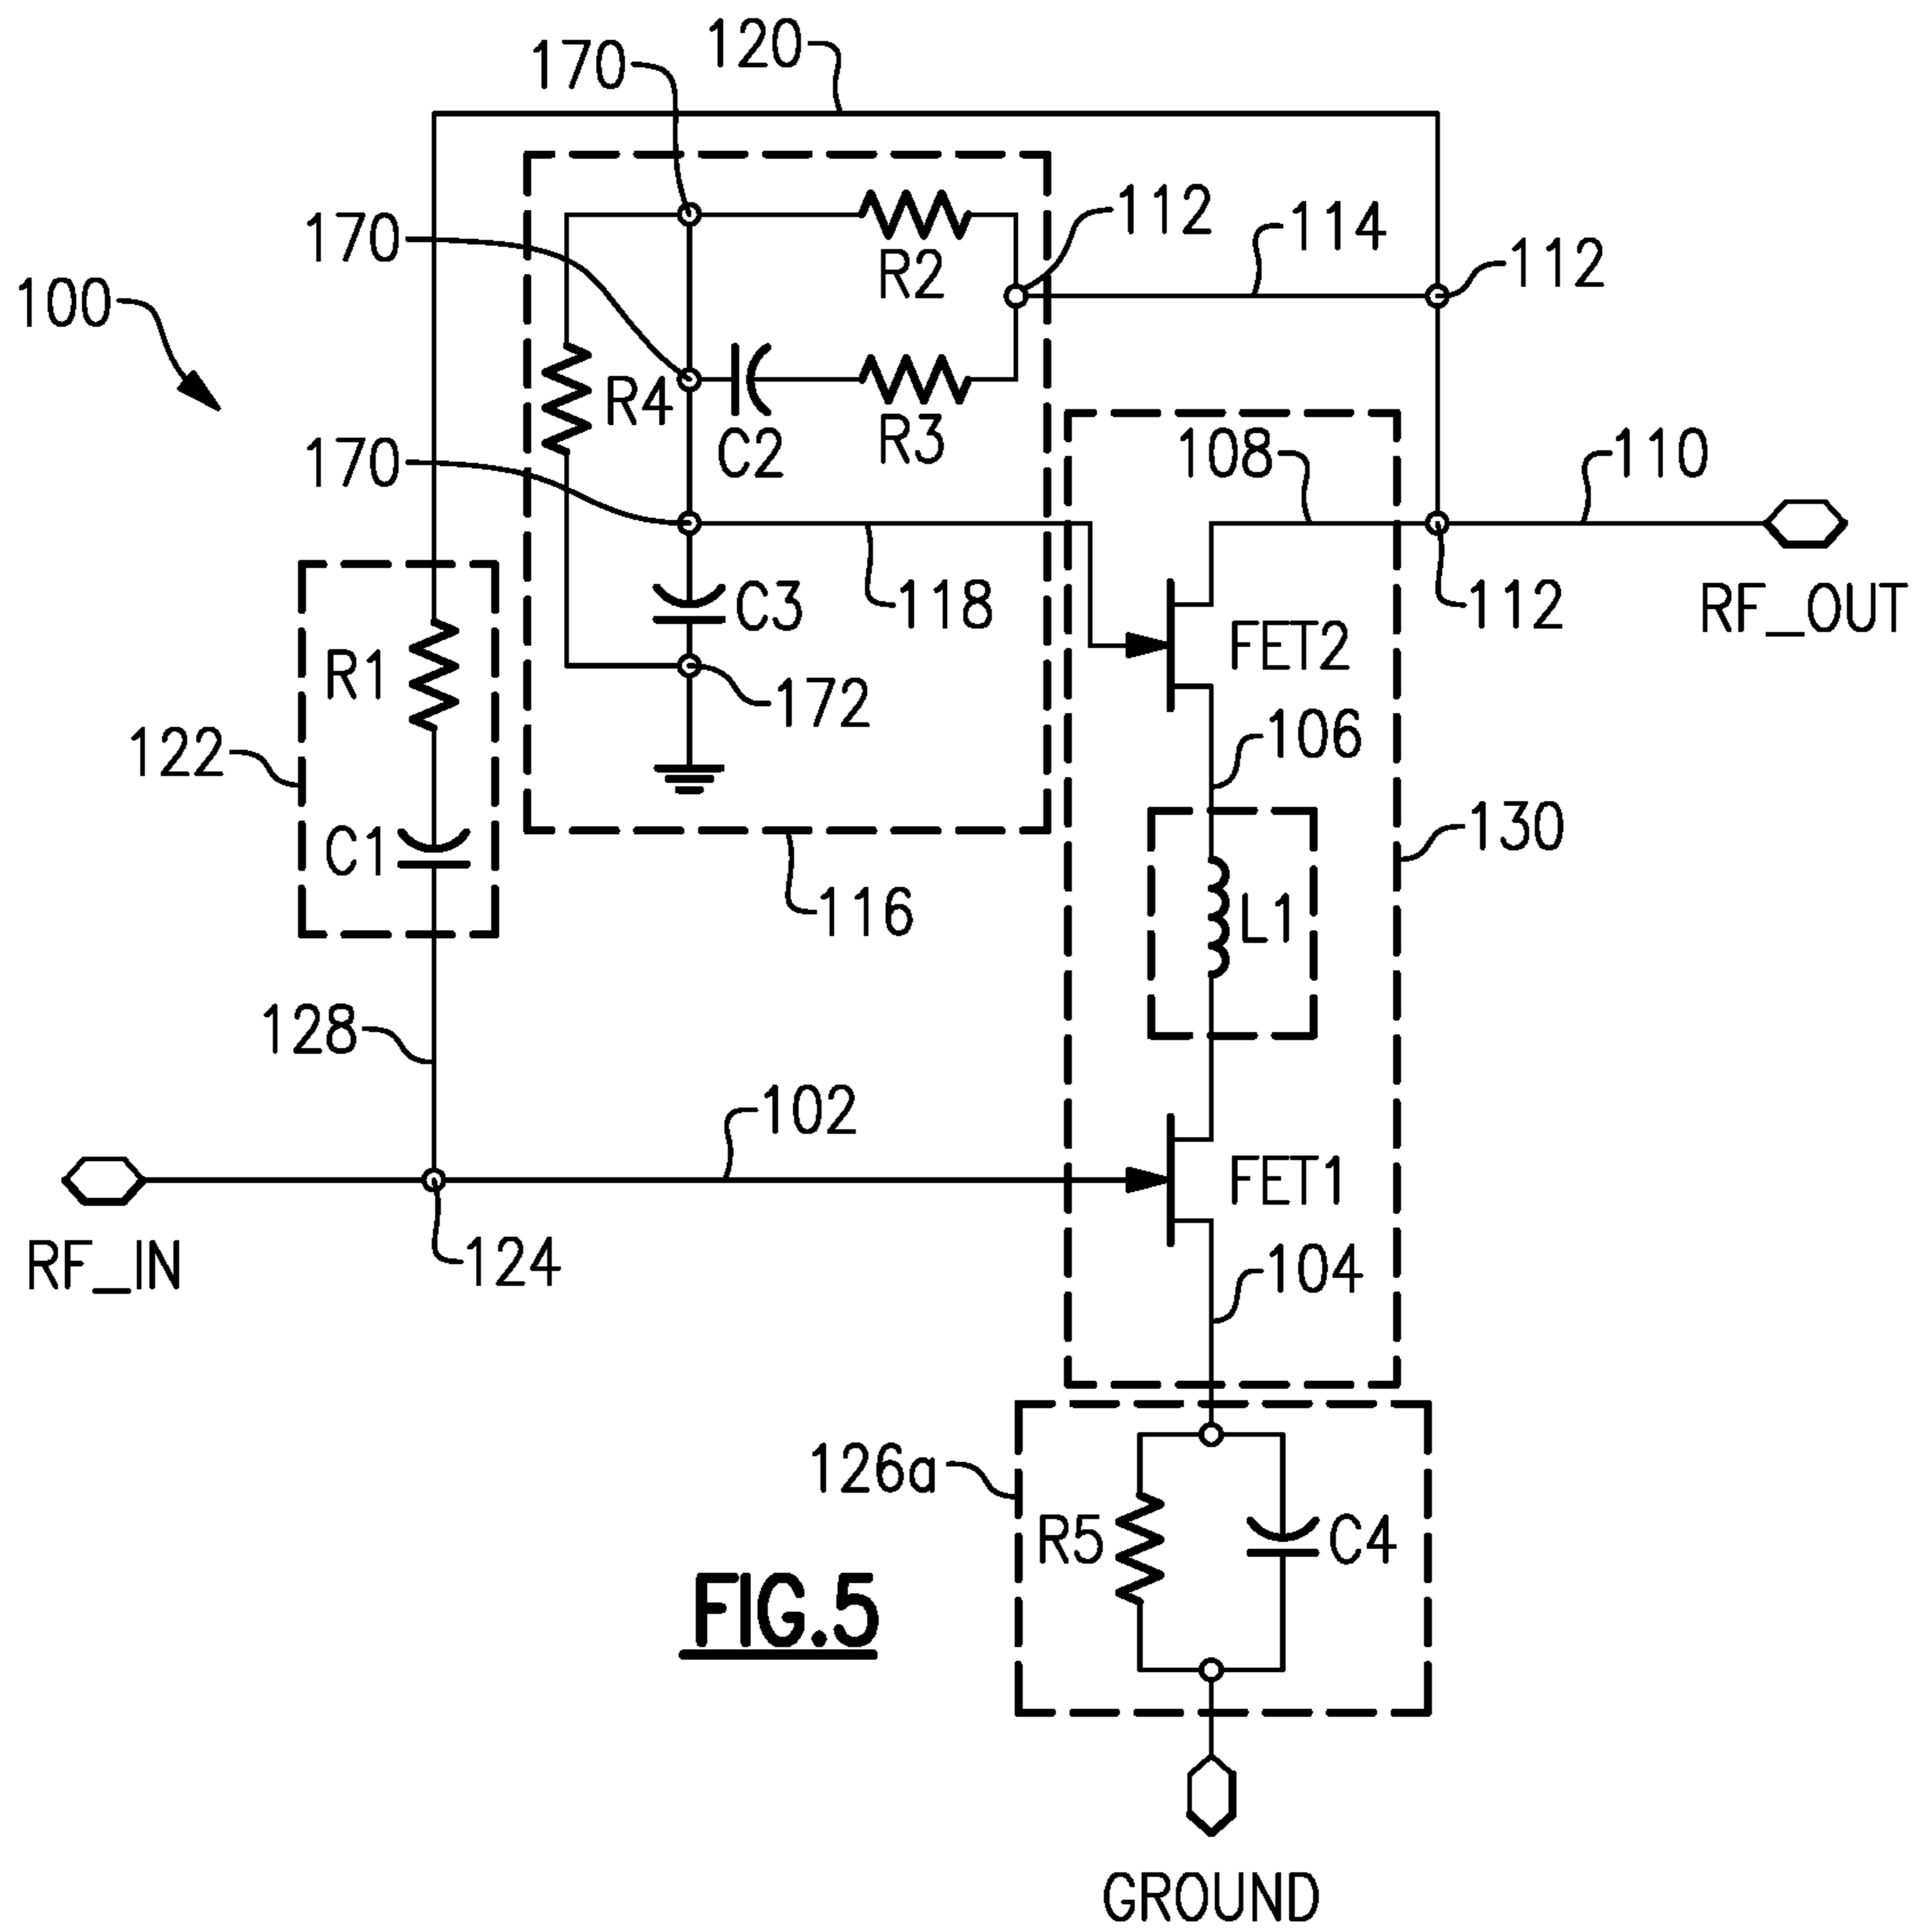 120
170
170
112
114
112
R2
100
R4
C2
R3
170
108
110
C3
118
112
RF_OUT
FET2
R1
172
106
122
C1
130
116
L1
128
102
FET1
RF_IN
124
104
126a
R5
C4
FIG.5
GROUND